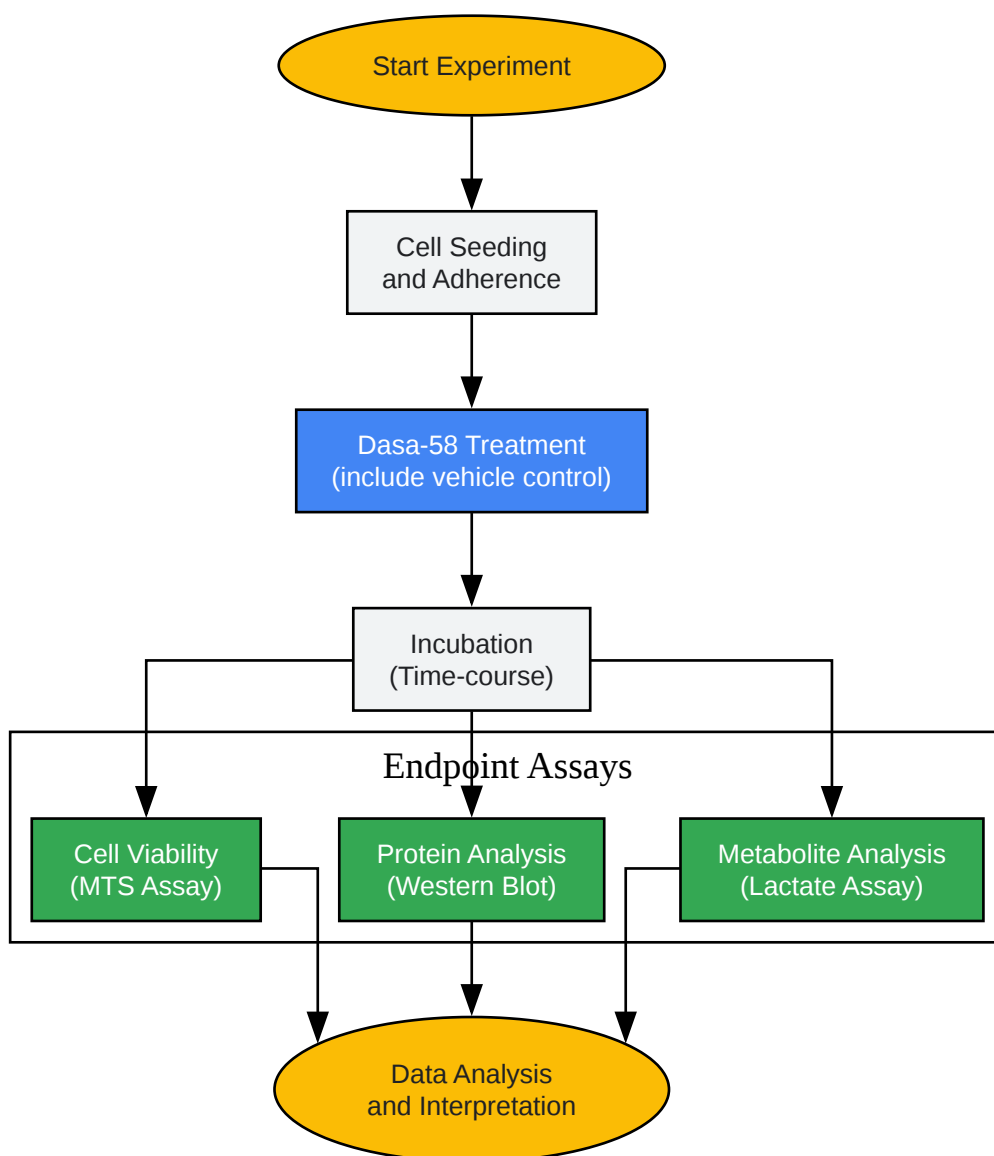 Start Experiment
Cell Seeding
and Adherence
Dasa-58 Treatment
(include vehicle control)
Incubation
(Time-course)
Endpoint Assays
Cell Viability
(MTS Assay)
Protein Analysis
(Western Blot)
Metabolite Analysis
(Lactate Assay)
Data Analysis
and Interpretation